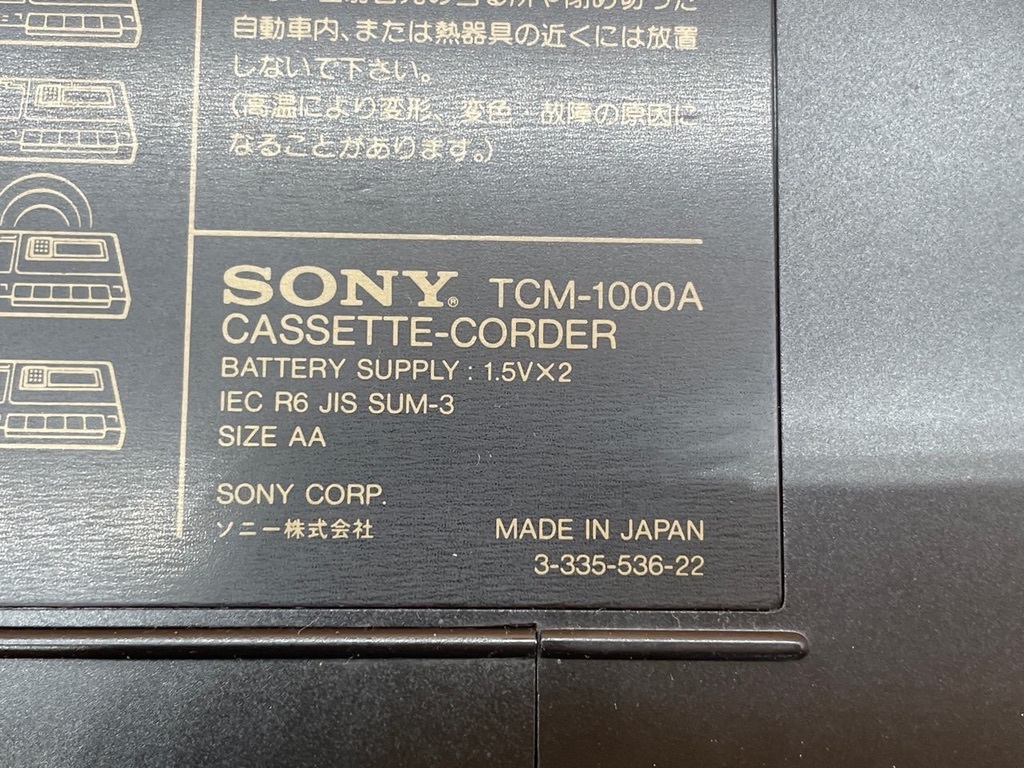 自動車内、または熱器具の近くには放置
しないで下さい。
(高温により変形、変色 故障の原因に
なることがあります。)
SONY® TCM-1000A
CASSETTE-CORDER
BATTERY SUPPLY : 1.5V×2
IEC R6 JIS SUM-3
SIZE AA
SONY CORP.
ソニー株式会社
MADE IN JAPAN
3-335-536-22